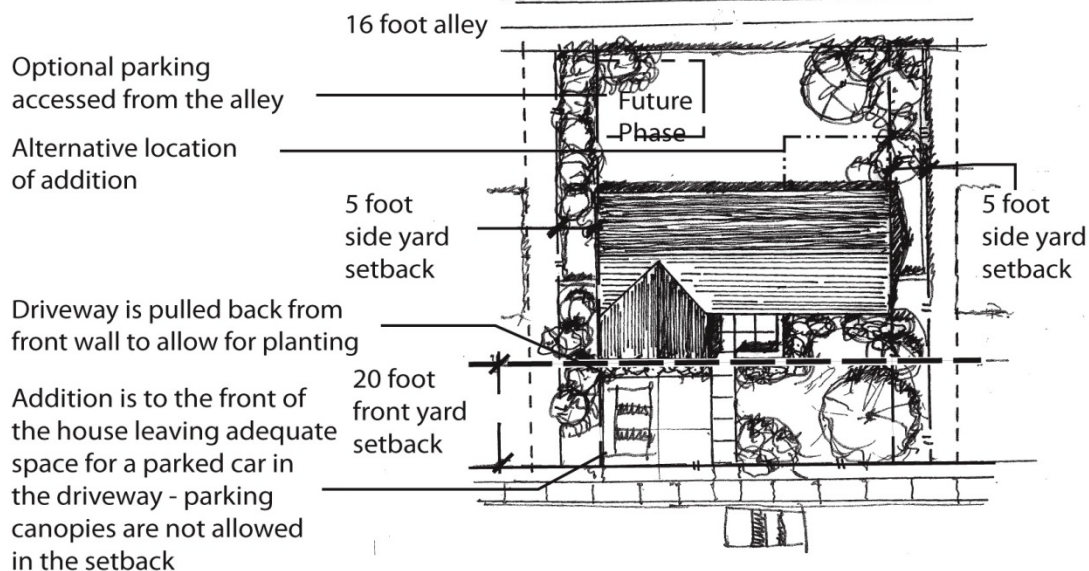 16 foot alley
Optional parking
accessed from the alley
Future
Phase
Alternative location
of addition
5 foot
side yard
setback
5 foot
side yard
setback
Driveway is pulled back from
front wall to allow for planting
20 foot
front yard
setback
Addition is to the front of
the house leaving adequate
space for a parked car in
the driveway - parking
canopies are not allowed
in the setback